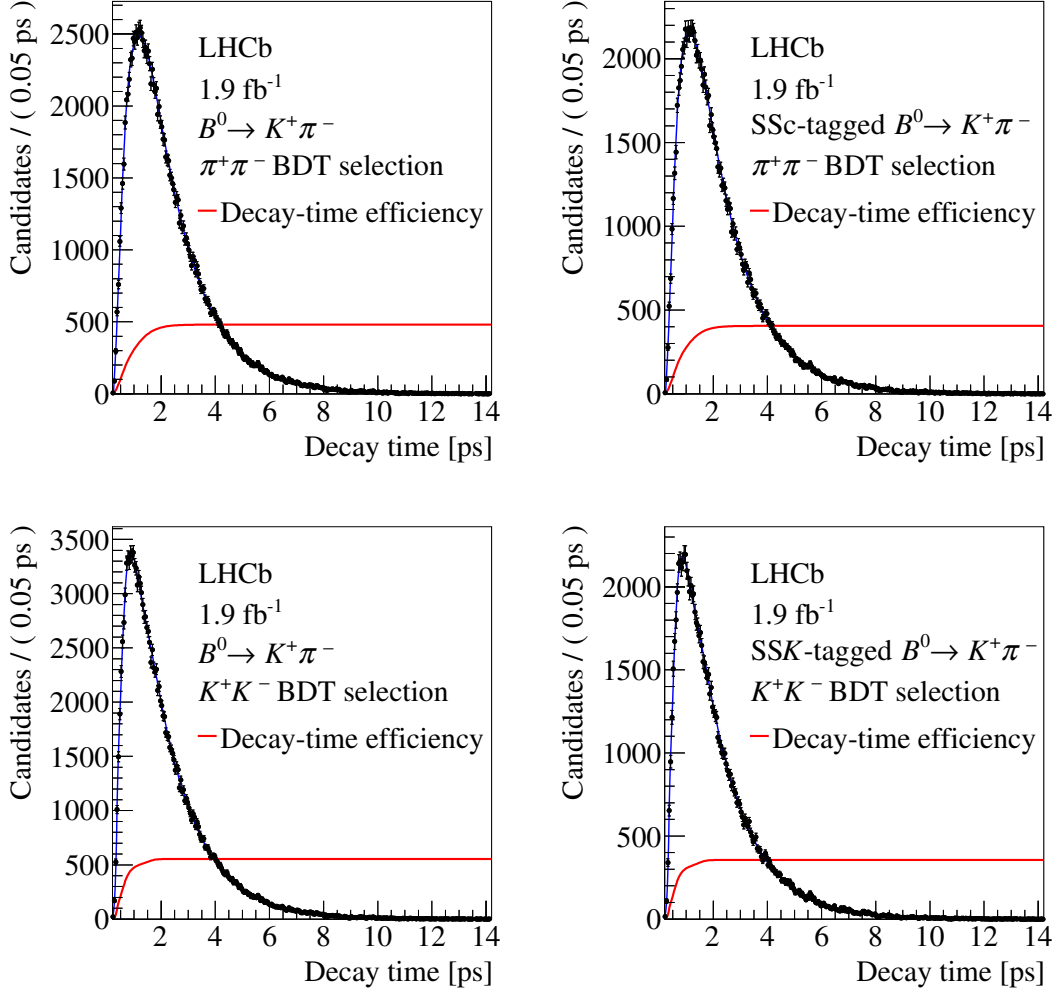 Candidates / ( 0.05 ps )
2500
2000
1500
1000
500
0
LHCb
1.9 fb⁻¹
B⁰→ K⁺π⁻
π⁺π⁻ BDT selection
Decay-time efficiency
2 4 6 8 10 12 14
Decay time [ps]
Candidates / ( 0.05 ps )
2000
1500
1000
500
0
LHCb
1.9 fb⁻¹
SSc-tagged B⁰→ K⁺π⁻
π⁺π⁻ BDT selection
Decay-time efficiency
2 4 6 8 10 12 14
Decay time [ps]
Candidates / ( 0.05 ps )
3500
3000
2500
2000
1500
1000
500
0
LHCb
1.9 fb⁻¹
B⁰→ K⁺π⁻
K⁺K⁻ BDT selection
Decay-time efficiency
2 4 6 8 10 12 14
Decay time [ps]
Candidates / ( 0.05 ps )
2000
1500
1000
500
0
LHCb
1.9 fb⁻¹
SSK-tagged B⁰→ K⁺π⁻
K⁺K⁻ BDT selection
Decay-time efficiency
2 4 6 8 10 12 14
Decay time [ps]